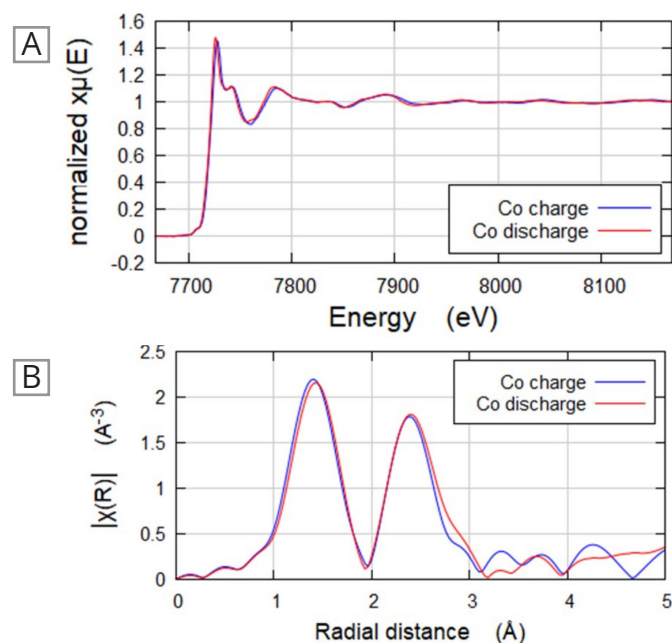 A
normalized xμ(E)
1.6
1.4
1.2
1
0.8
0.6
0.4
0.2
0
-0.2
Co charge
Co discharge
7700 7800 7900 8000 8100
Energy (eV)
B
|χ(R)| (A⁻³)
2.5
2
1.5
1
0.5
0
Co charge
Co discharge
0 1 2 3 4 5
Radial distance (Å)